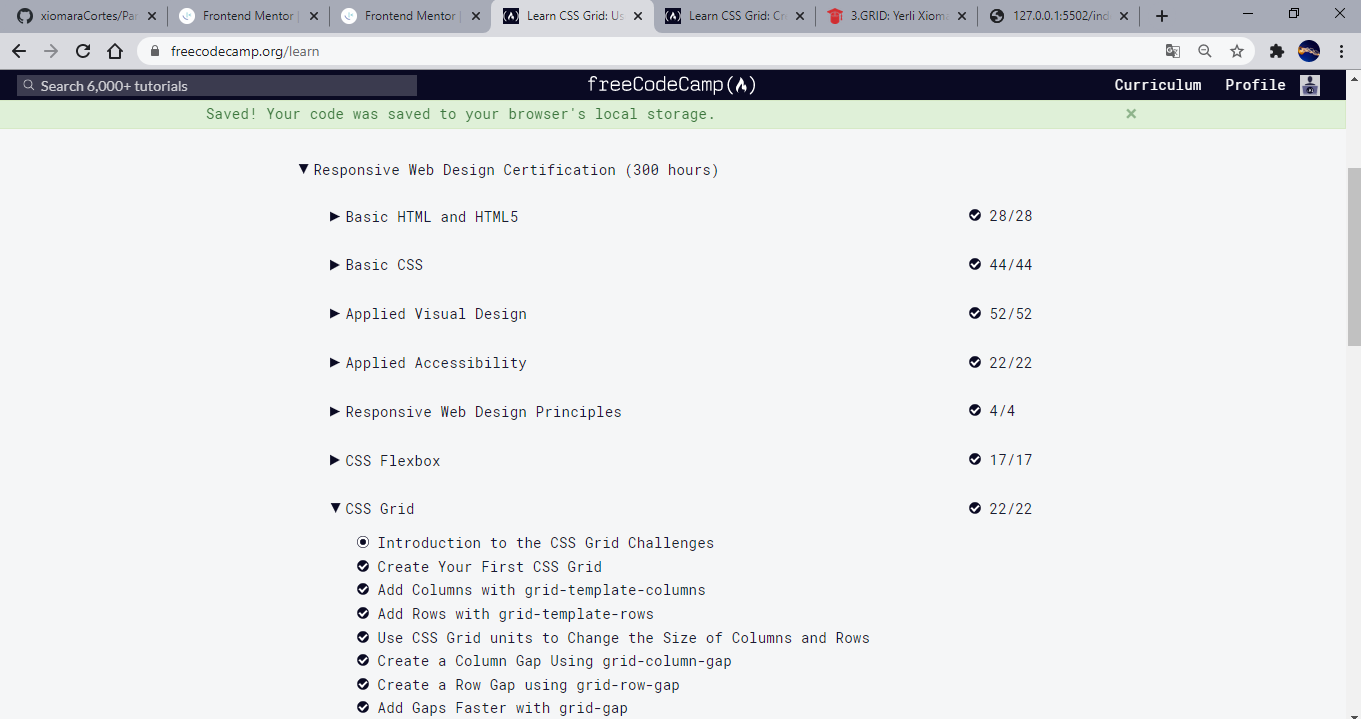 xiomaraCortes/Par
Frontend Mentor
Frontend Mentor
Learn CSS Grid: Us
Learn CSS Grid: Cr
3.GRID: Yerli Xioma
127.0.0.1:5502/ind
freecodecamp.org/learn
Search 6,000+ tutorials
freeCodeCamp
Curriculum
Profile
Saved! Your code was saved to your browser's local storage.
Responsive Web Design Certification (300 hours)
Basic HTML and HTML5 28/28
Basic CSS 44/44
Applied Visual Design 52/52
Applied Accessibility 22/22
Responsive Web Design Principles 4/4
CSS Flexbox 17/17
CSS Grid 22/22
Introduction to the CSS Grid Challenges
Create Your First CSS Grid
Add Columns with grid-template-columns
Add Rows with grid-template-rows
Use CSS Grid units to Change the Size of Columns and Rows
Create a Column Gap Using grid-column-gap
Create a Row Gap using grid-row-gap
Add Gaps Faster with grid-gap